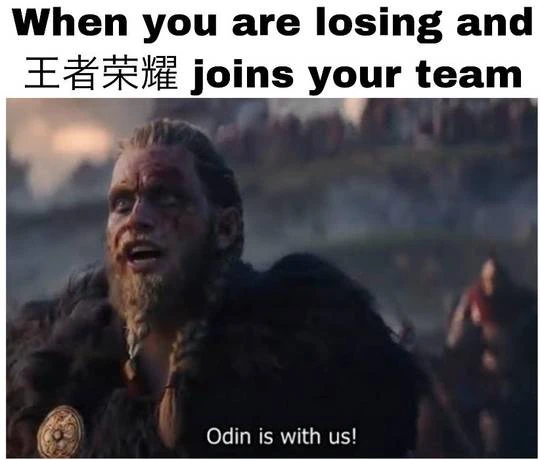 When you are losing and
王者荣耀 joins your team
Odin is with us!